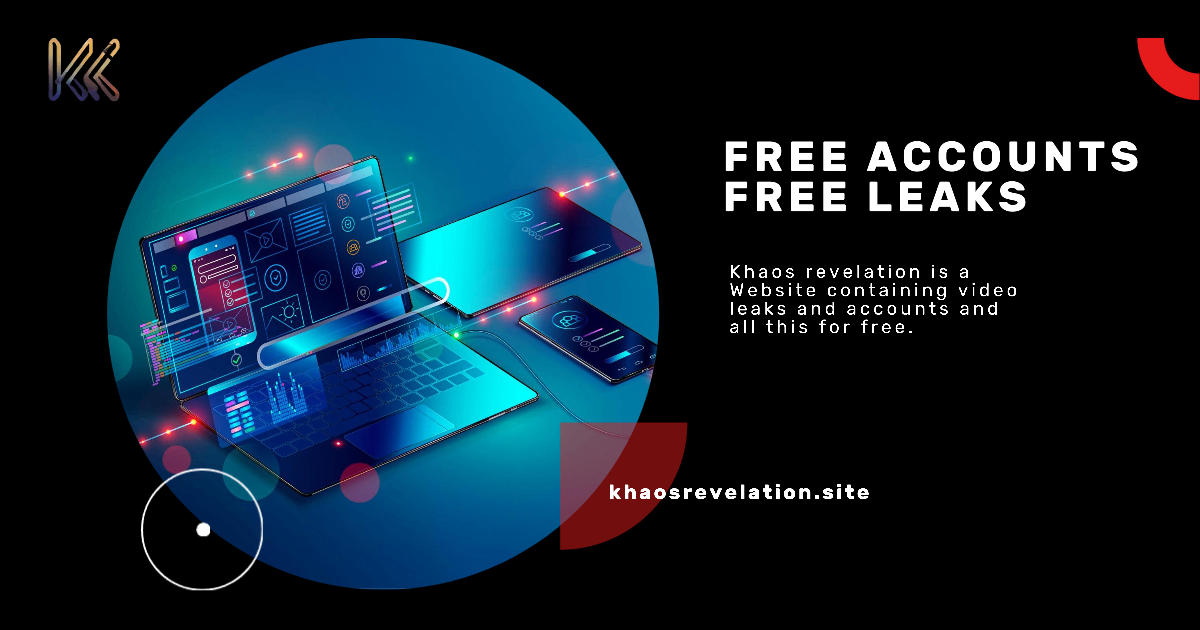 FREE ACCOUNTS
FREE LEAKS
Khaos revelation is a
Website containing video
leaks and accounts and
all this for free.
khaosrevelation.site